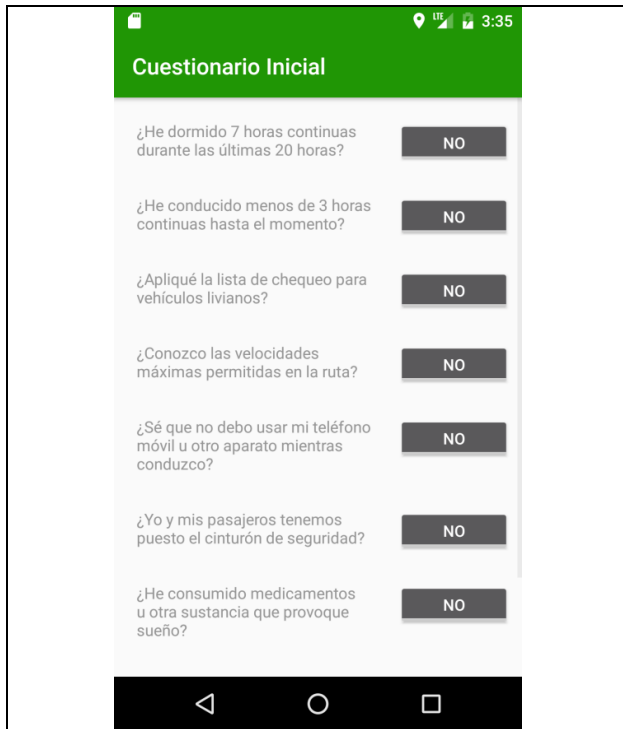 LTE 3:35
Cuestionario Inicial
¿He dormido 7 horas continuas
durante las últimas 20 horas?
NO
¿He conducido menos de 3 horas
continuas hasta el momento?
NO
¿Apliqué la lista de chequeo para
vehículos livianos?
NO
¿Conozco las velocidades
máximas permitidas en la ruta?
NO
¿Sé que no debo usar mi teléfono
móvil u otro aparato mientras
conduzco?
NO
¿Yo y mis pasajeros tenemos
puesto el cinturón de seguridad?
NO
¿He consumido medicamentos
u otra sustancia que provoque
sueño?
NO